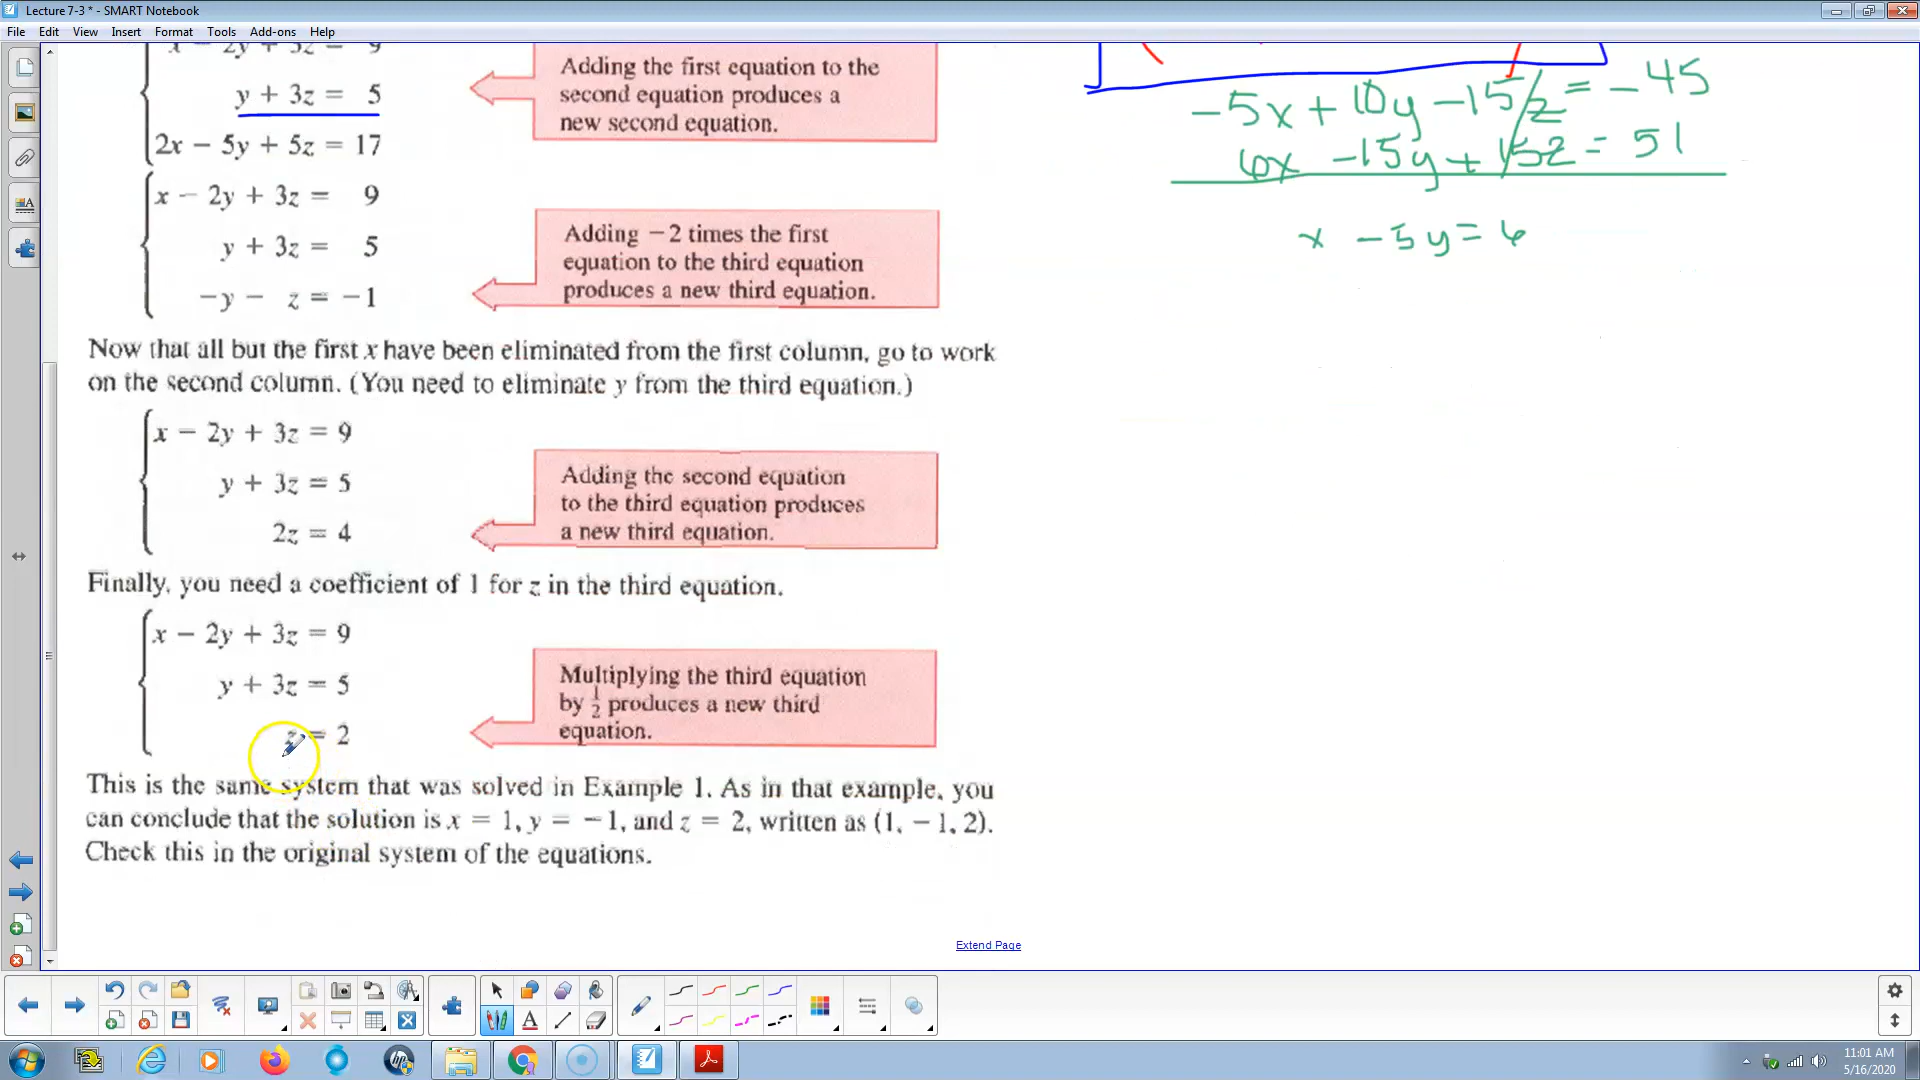 Lecture 7-3 * - SMART Notebook
File Edit View Insert Format Tools Add-ons Help
x − 2y + 3z = 9
y + 3z = 5
2x − 5y + 5z = 17
Adding the first equation to the
second equation produces a
new second equation.
x − 2y + 3z = 9
y + 3z = 5
−y − z = −1
Adding −2 times the first
equation to the third equation
produces a new third equation.
Now that all but the first x have been eliminated from the first column, go to work
on the second column. (You need to eliminate y from the third equation.)
x − 2y + 3z = 9
y + 3z = 5
2z = 4
Adding the second equation
to the third equation produces
a new third equation.
Finally, you need a coefficient of 1 for z in the third equation.
x − 2y + 3z = 9
y + 3z = 5
z = 2
Multiplying the third equation
by 1/2 produces a new third
equation.
This is the same system that was solved in Example 1. As in that example, you
can conclude that the solution is x = 1, y = −1, and z = 2, written as (1, −1, 2).
Check this in the original system of the equations.
−5x + 10y − 15z = −45
6x − 15y + 15z = 51
x − 5y = 6
Extend Page
11:01 AM
5/16/2020